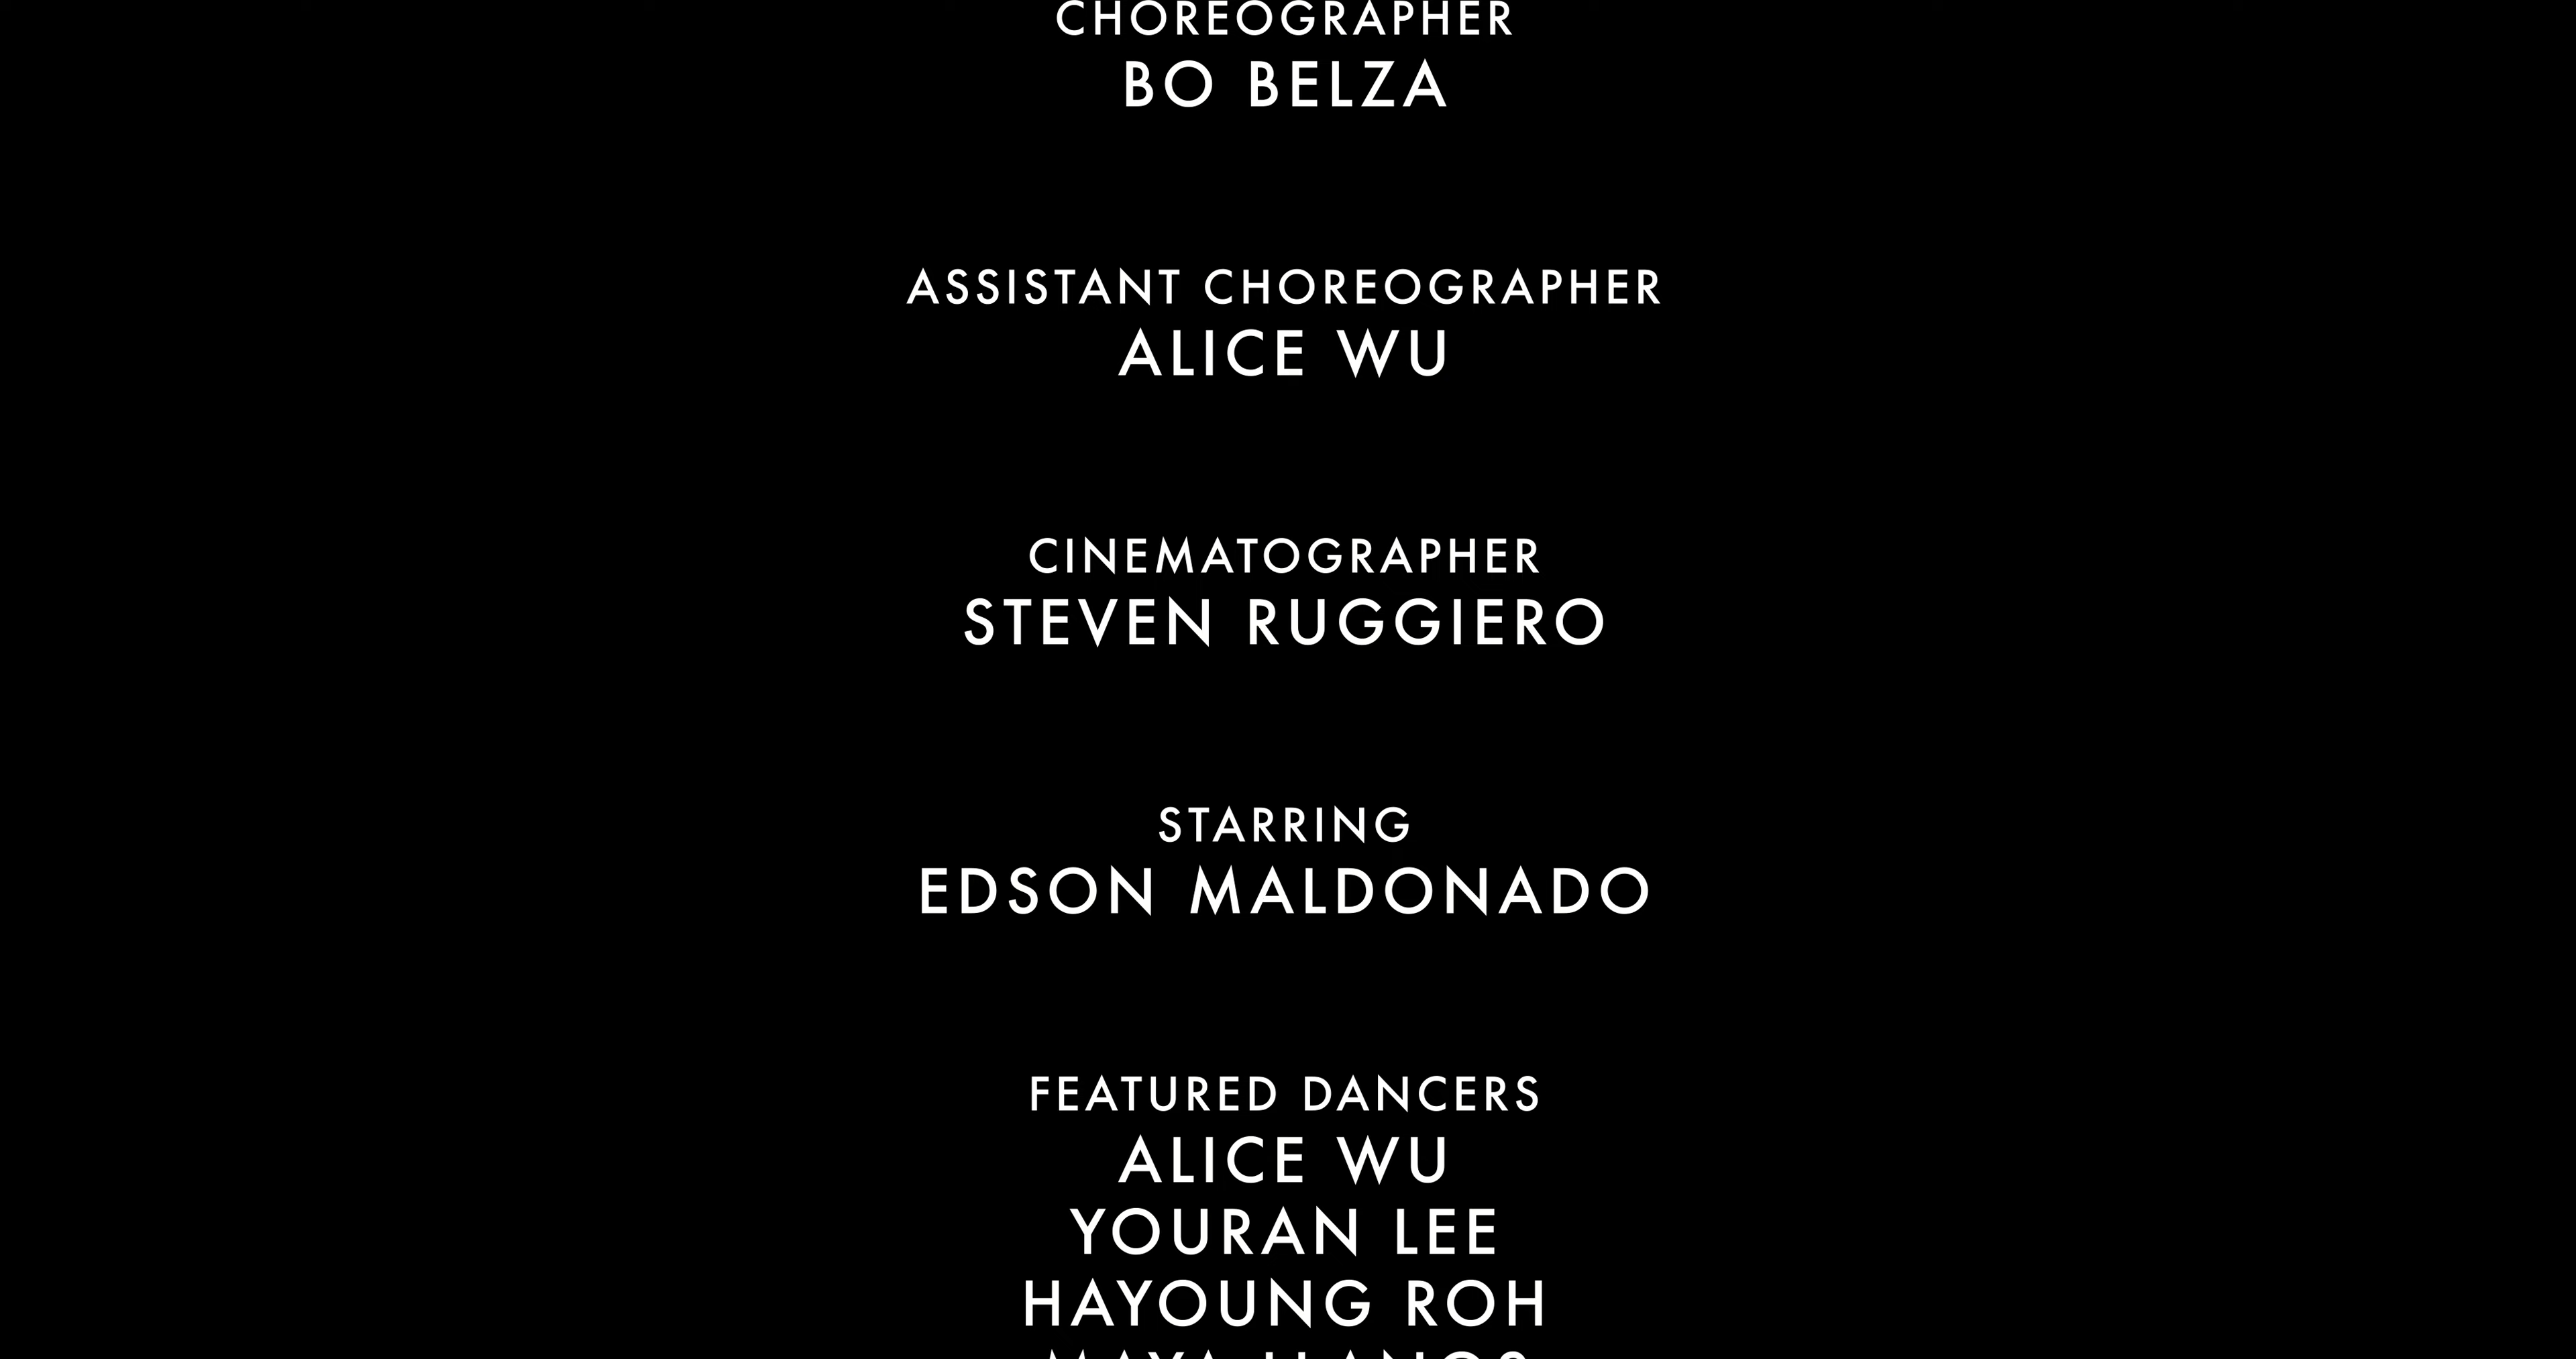 CHOREOGRAPHER
BO BELZA
ASSISTANT CHOREOGRAPHER
ALICE WU
CINEMATOGRAPHER
STEVEN RUGGIERO
STARRING
EDSON MALDONADO
FEATURED DANCERS
ALICE WU
YOURAN LEE
HAYOUNG ROH